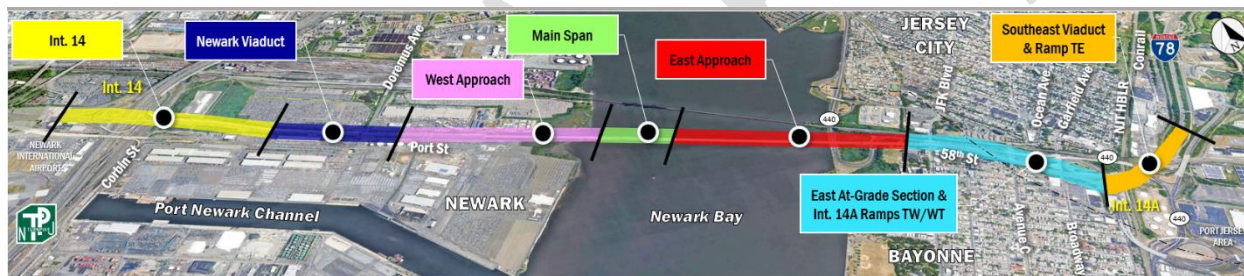 Int. 14
Newark Viaduct
Doremus Ave
West Approach
Main Span
East Approach
JERSEY
CITY
JFK Blvd
Ocean Ave
Garfield Ave
Southeast Viaduct
& Ramp TE
NJTHBLR
Conrail
INTERSTATE
78
N
Int. 14
NEWARK
INTERNATIONAL
AIRPORT
Corbin St
Port St
440
58th St
440
Int. 14A
Port Newark Channel
NEWARK
Newark Bay
East At-Grade Section &
Int. 14A Ramps TW/WT
BAYONNE
Avenue C
Broadway
440
PORT JERSEY
AREA
N TP J
TURNPIKE